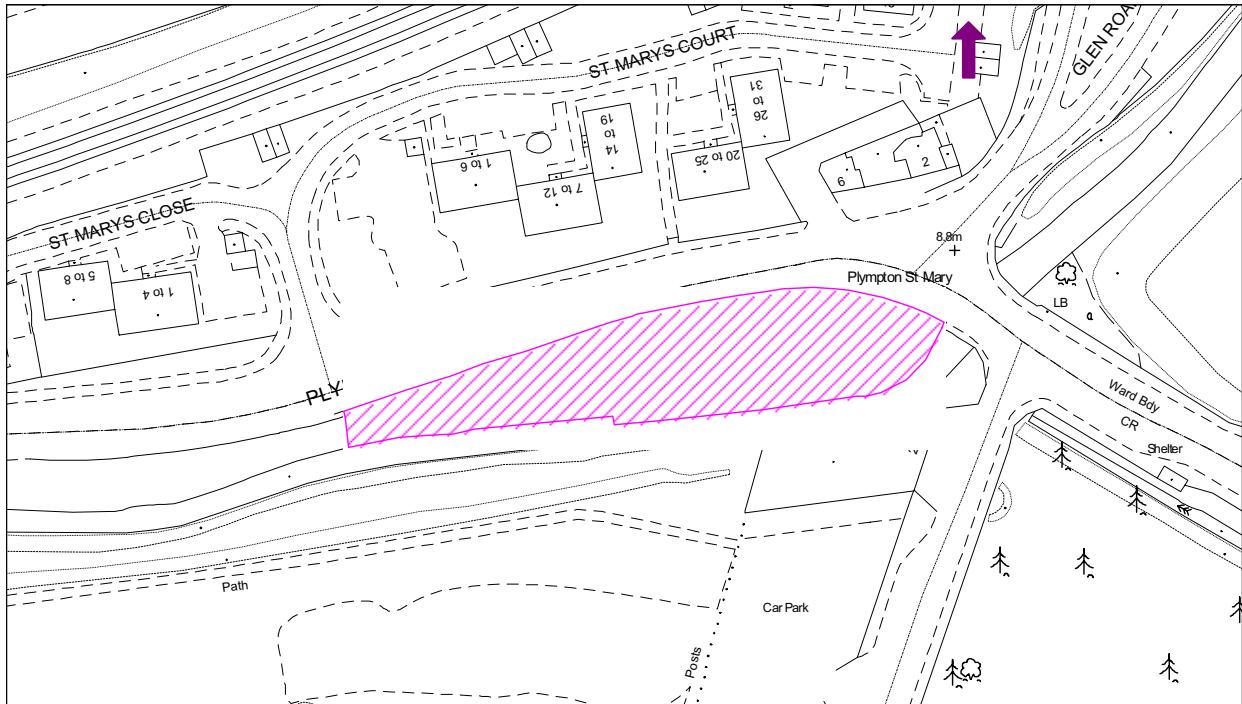 ST MARYS COURT
GLEN ROA
26 to 31
14 to 19
1 to 6
20 to 25
7 to 12
2
6
ST MARYS CLOSE
5 to 8
1 to 4
8.8m
Plympton St Mary
LB
PLY
Ward Bdy
CR
Shelter
Path
Car Park
Posts